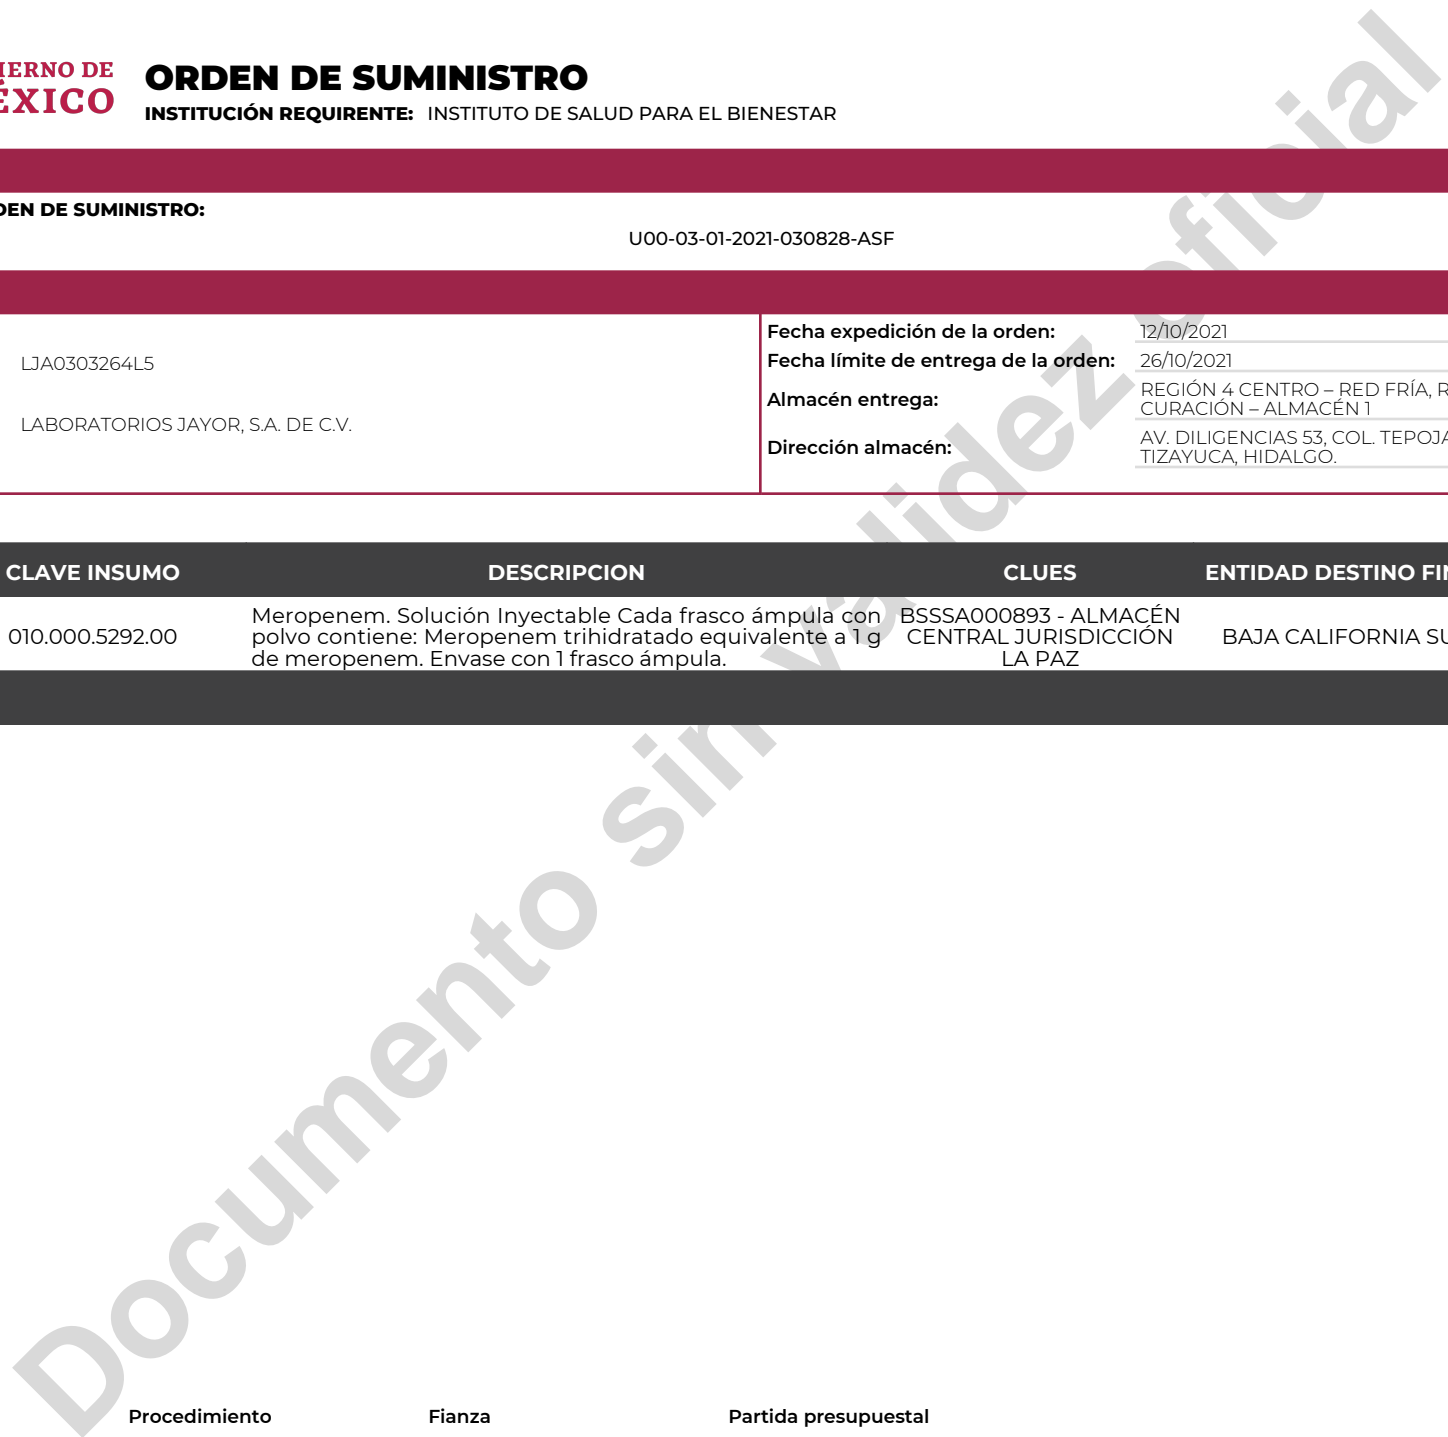 IERNO DE
ÉXICO
ORDEN DE SUMINISTRO
INSTITUCIÓN REQUIRENTE: INSTITUTO DE SALUD PARA EL BIENESTAR
DEN DE SUMINISTRO:
U00-03-01-2021-030828-ASF
LJA0303264L5
LABORATORIOS JAYOR, S.A. DE C.V.
Fecha expedición de la orden: 12/10/2021
Fecha límite de entrega de la orden: 26/10/2021
Almacén entrega: REGIÓN 4 CENTRO – RED FRÍA, R
CURACIÓN – ALMACÉN 1
Dirección almacén: AV. DILIGENCIAS 53, COL. TEPOJA
TIZAYUCA, HIDALGO.
CLAVE INSUMO DESCRIPCION CLUES ENTIDAD DESTINO FIN
010.000.5292.00
Meropenem. Solución Inyectable Cada frasco ámpula con
polvo contiene: Meropenem trihidratado equivalente a 1 g
de meropenem. Envase con 1 frasco ámpula.
BSSSA000893 - ALMACÉN
CENTRAL JURISDICCIÓN
LA PAZ
BAJA CALIFORNIA SU
Documento sin validez oficial
Procedimiento Fianza Partida presupuestal